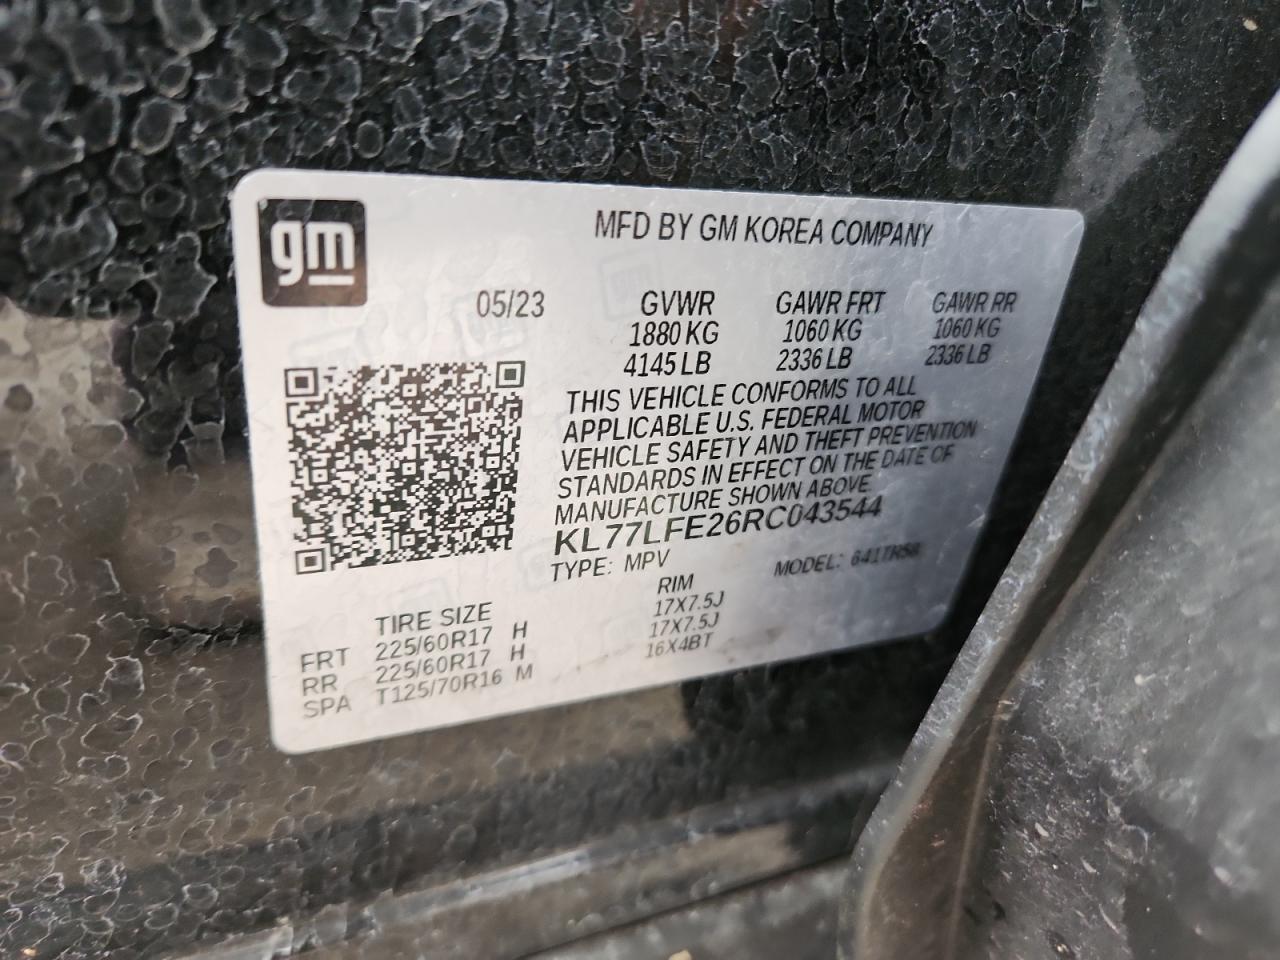 gm
MFD BY GM KOREA COMPANY
05/23 GVWR GAWR FRT GAWR RR
1880 KG 1060 KG 1060 KG
4145 LB 2336 LB 2336 LB
THIS VEHICLE CONFORMS TO ALL
APPLICABLE U.S. FEDERAL MOTOR
VEHICLE SAFETY AND THEFT PREVENTION
STANDARDS IN EFFECT ON THE DATE OF
MANUFACTURE SHOWN ABOVE.
KL77LFE26RC043544
TYPE: MPV MODEL:
TIRE SIZE RIM
FRT 225/60R17 H 17X7.5J
RR 225/60R17 H 17X7.5J
SPA T125/70R16 M 16X4BT